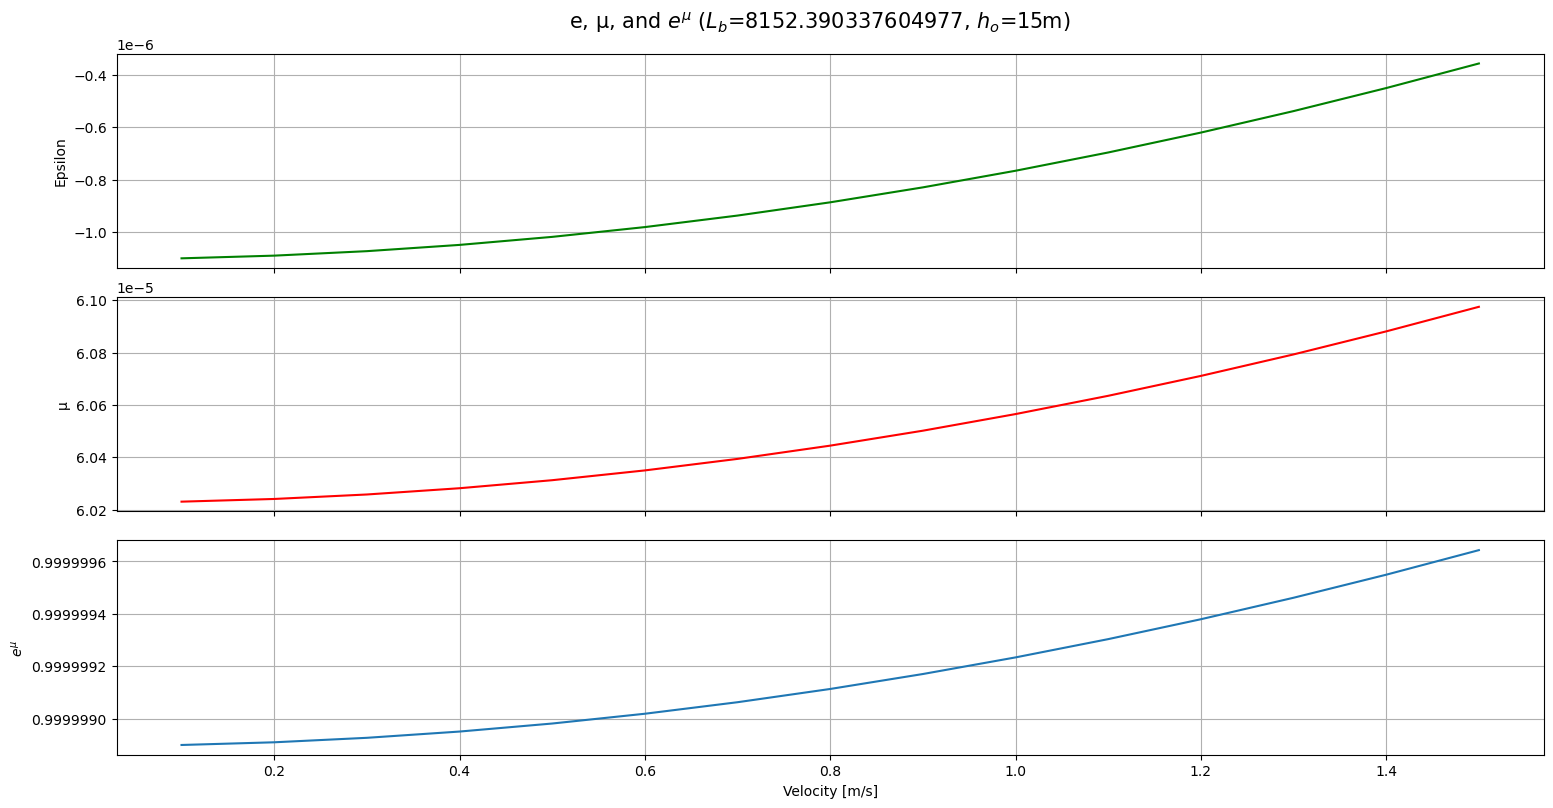 e, μ, and $e^{\mu}$ ($L_b$=8152.390337604977, $h_o$=15m)
1e−6
−0.4
−0.6
−0.8
−1.0
Epsilon
1e−5
6.10
6.08
6.06
6.04
6.02
μ
0.9999996
0.9999994
0.9999992
0.9999990
$e^{\mu}$
0.2 0.4 0.6 0.8 1.0 1.2 1.4
Velocity [m/s]